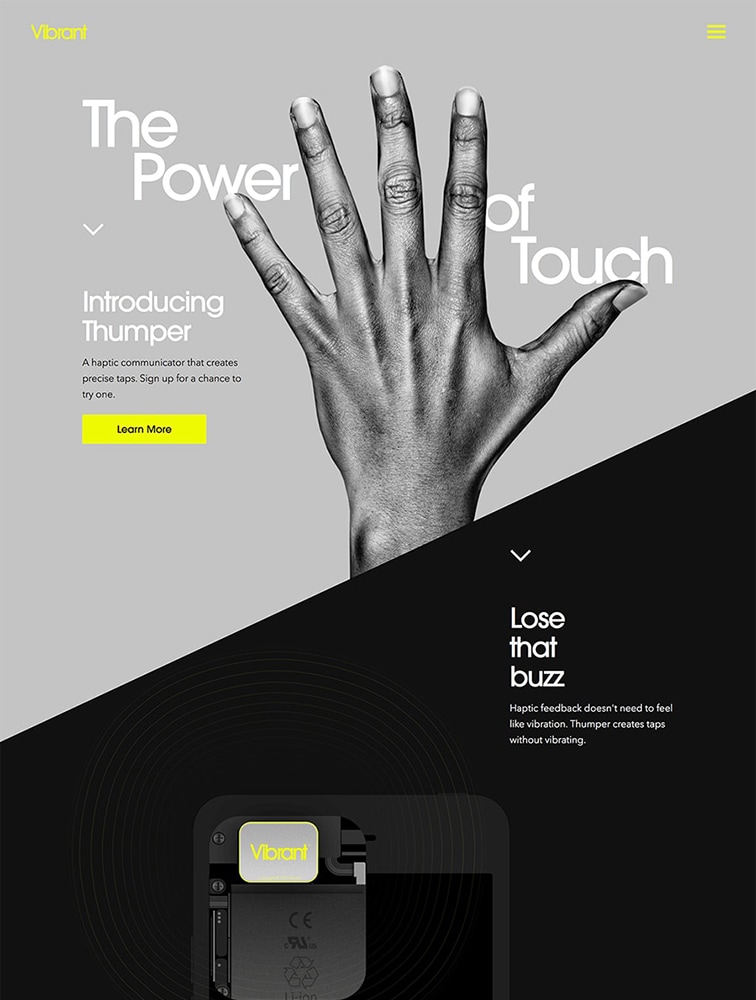 Vibrant
The
Power
of
Touch
Introducing
Thumper
A haptic communicator that creates
precise taps. Sign up for a chance to
try one.
Learn More
Lose
that
buzz
Haptic feedback doesn't need to feel
like vibration. Thumper creates taps
without vibrating.
Vibrant
CE
Li-ion